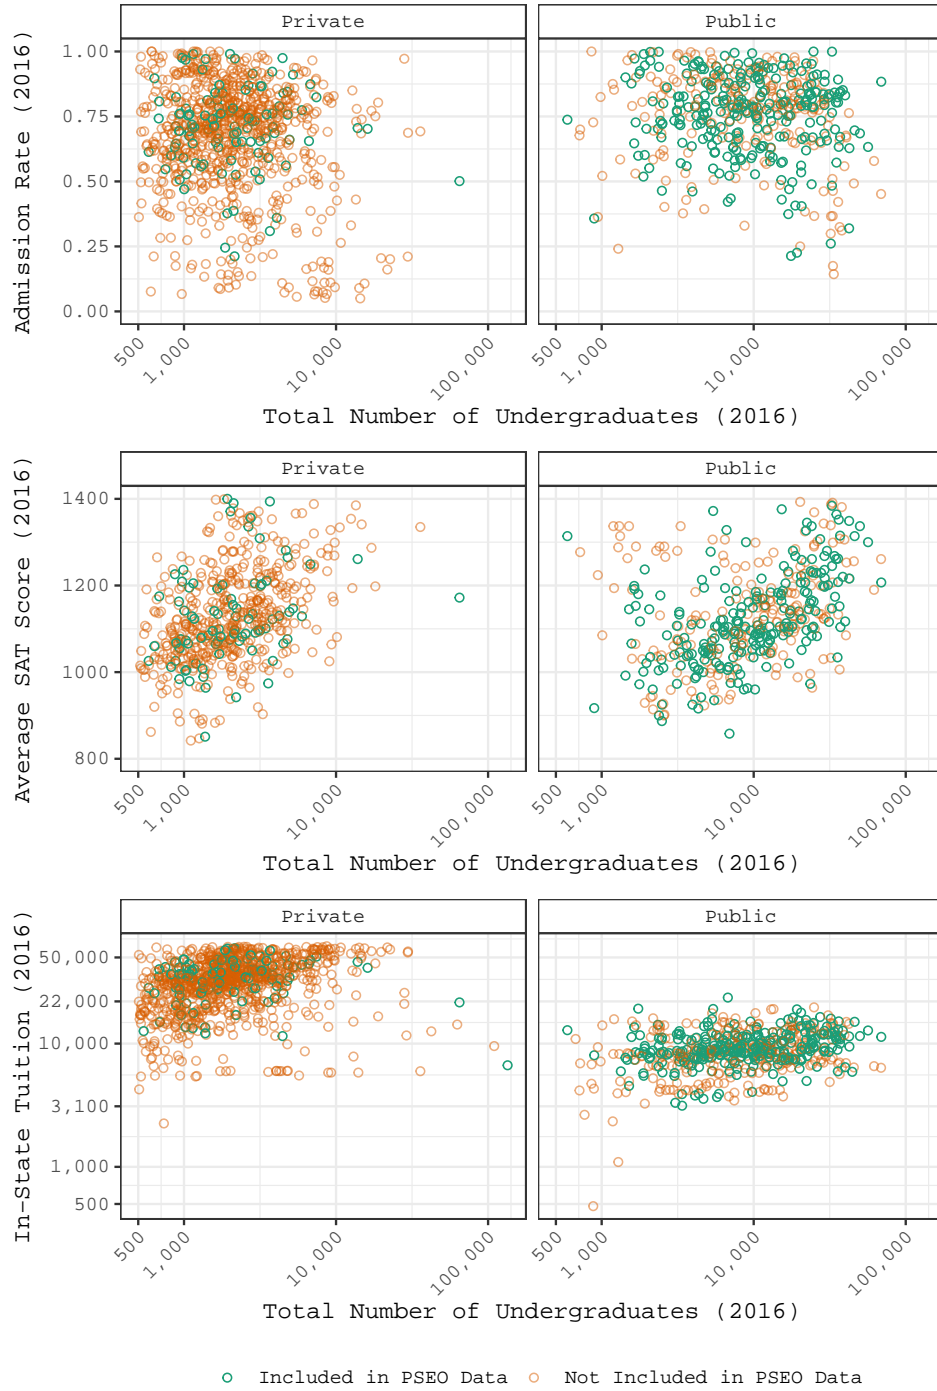 Private Public
Admission Rate (2016)
1.00
0.75
0.50
0.25
0.00
500 1,000 10,000 100,000 500 1,000 10,000 100,000
Total Number of Undergraduates (2016)
Private Public
Average SAT Score (2016)
1400
1200
1000
800
500 1,000 10,000 100,000 500 1,000 10,000 100,000
Total Number of Undergraduates (2016)
Private Public
In-State Tuition (2016)
50,000
22,000
10,000
3,100
1,000
500
500 1,000 10,000 100,000 500 1,000 10,000 100,000
Total Number of Undergraduates (2016)
Included in PSEO Data Not Included in PSEO Data